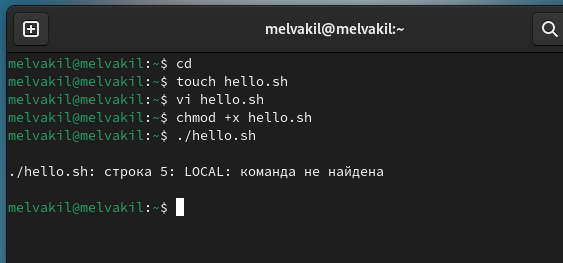 melvakil@melvakil:~
melvakil@melvakil:~$ cd
melvakil@melvakil:~$ touch hello.sh
melvakil@melvakil:~$ vi hello.sh
melvakil@melvakil:~$ chmod +x hello.sh
melvakil@melvakil:~$ ./hello.sh
./hello.sh: строка 5: LOCAL: команда не найдена
melvakil@melvakil:~$